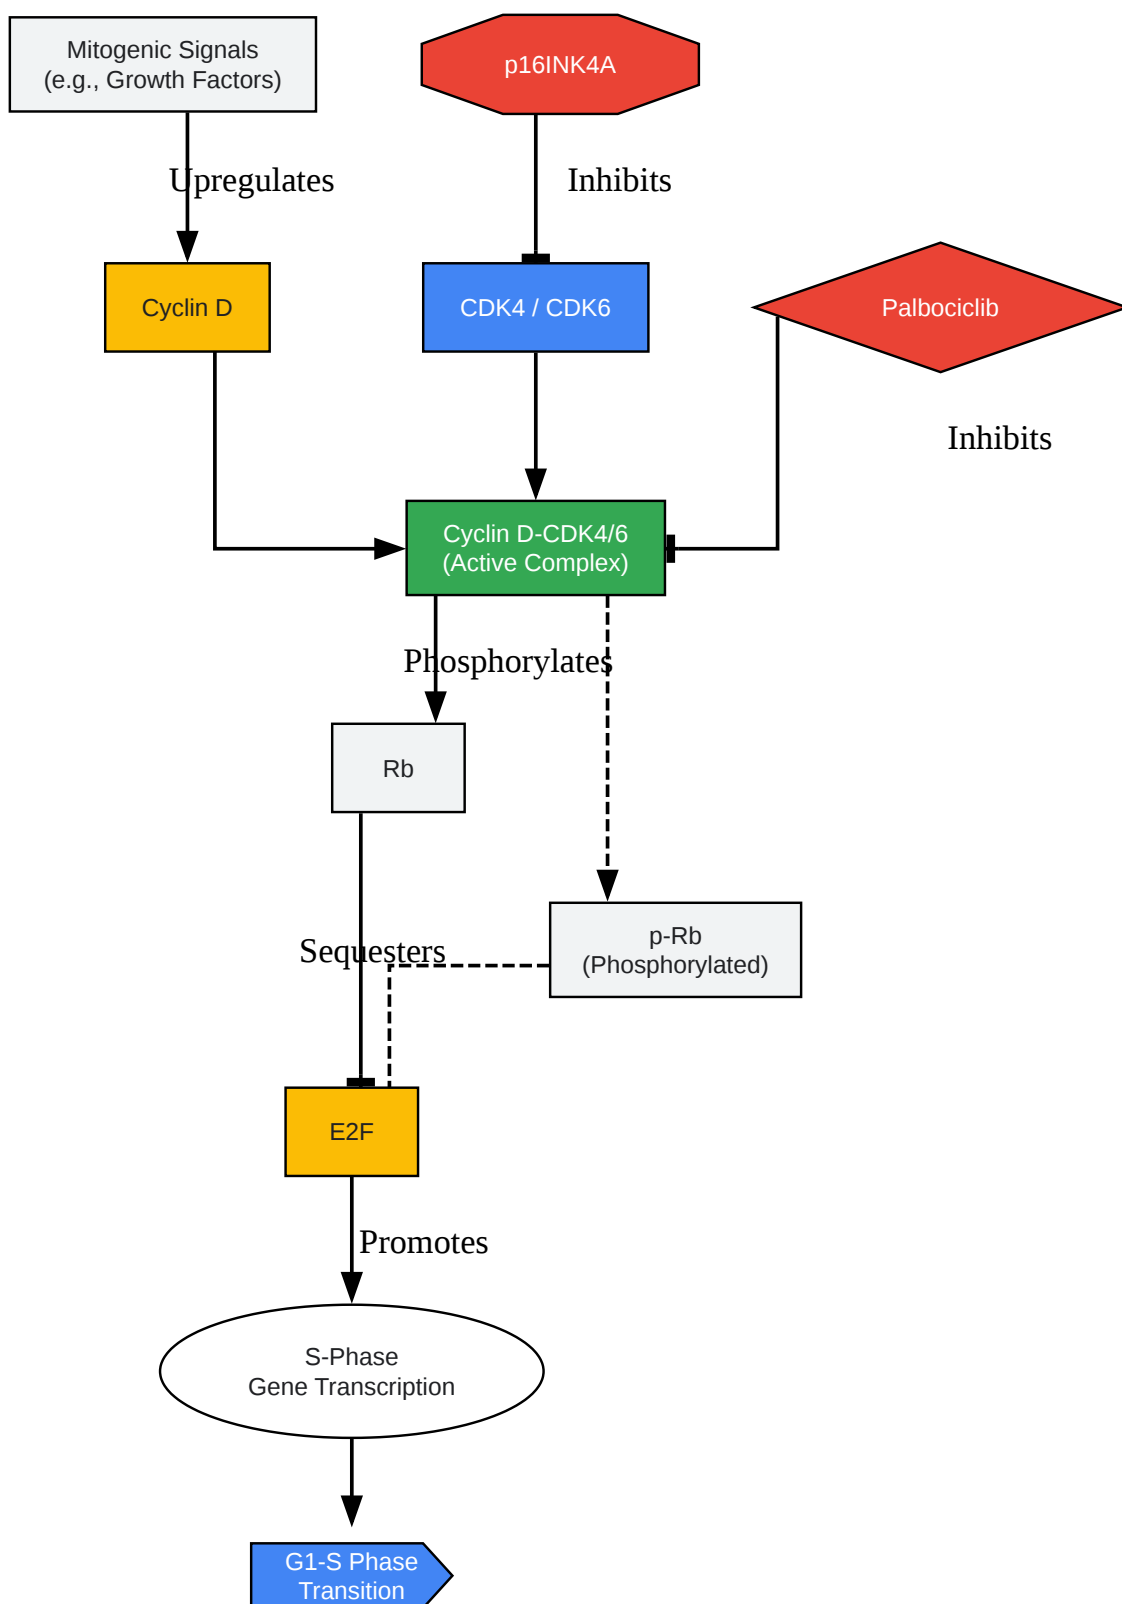 Mitogenic Signals
(e.g., Growth Factors)
p16INK4A
Upregulates
Inhibits
Cyclin D
CDK4 / CDK6
Palbociclib
Inhibits
Cyclin D-CDK4/6
(Active Complex)
Phosphorylates
Rb
p-Rb
(Phosphorylated)
Sequesters
E2F
Promotes
S-Phase
Gene Transcription
G1-S Phase
Transition